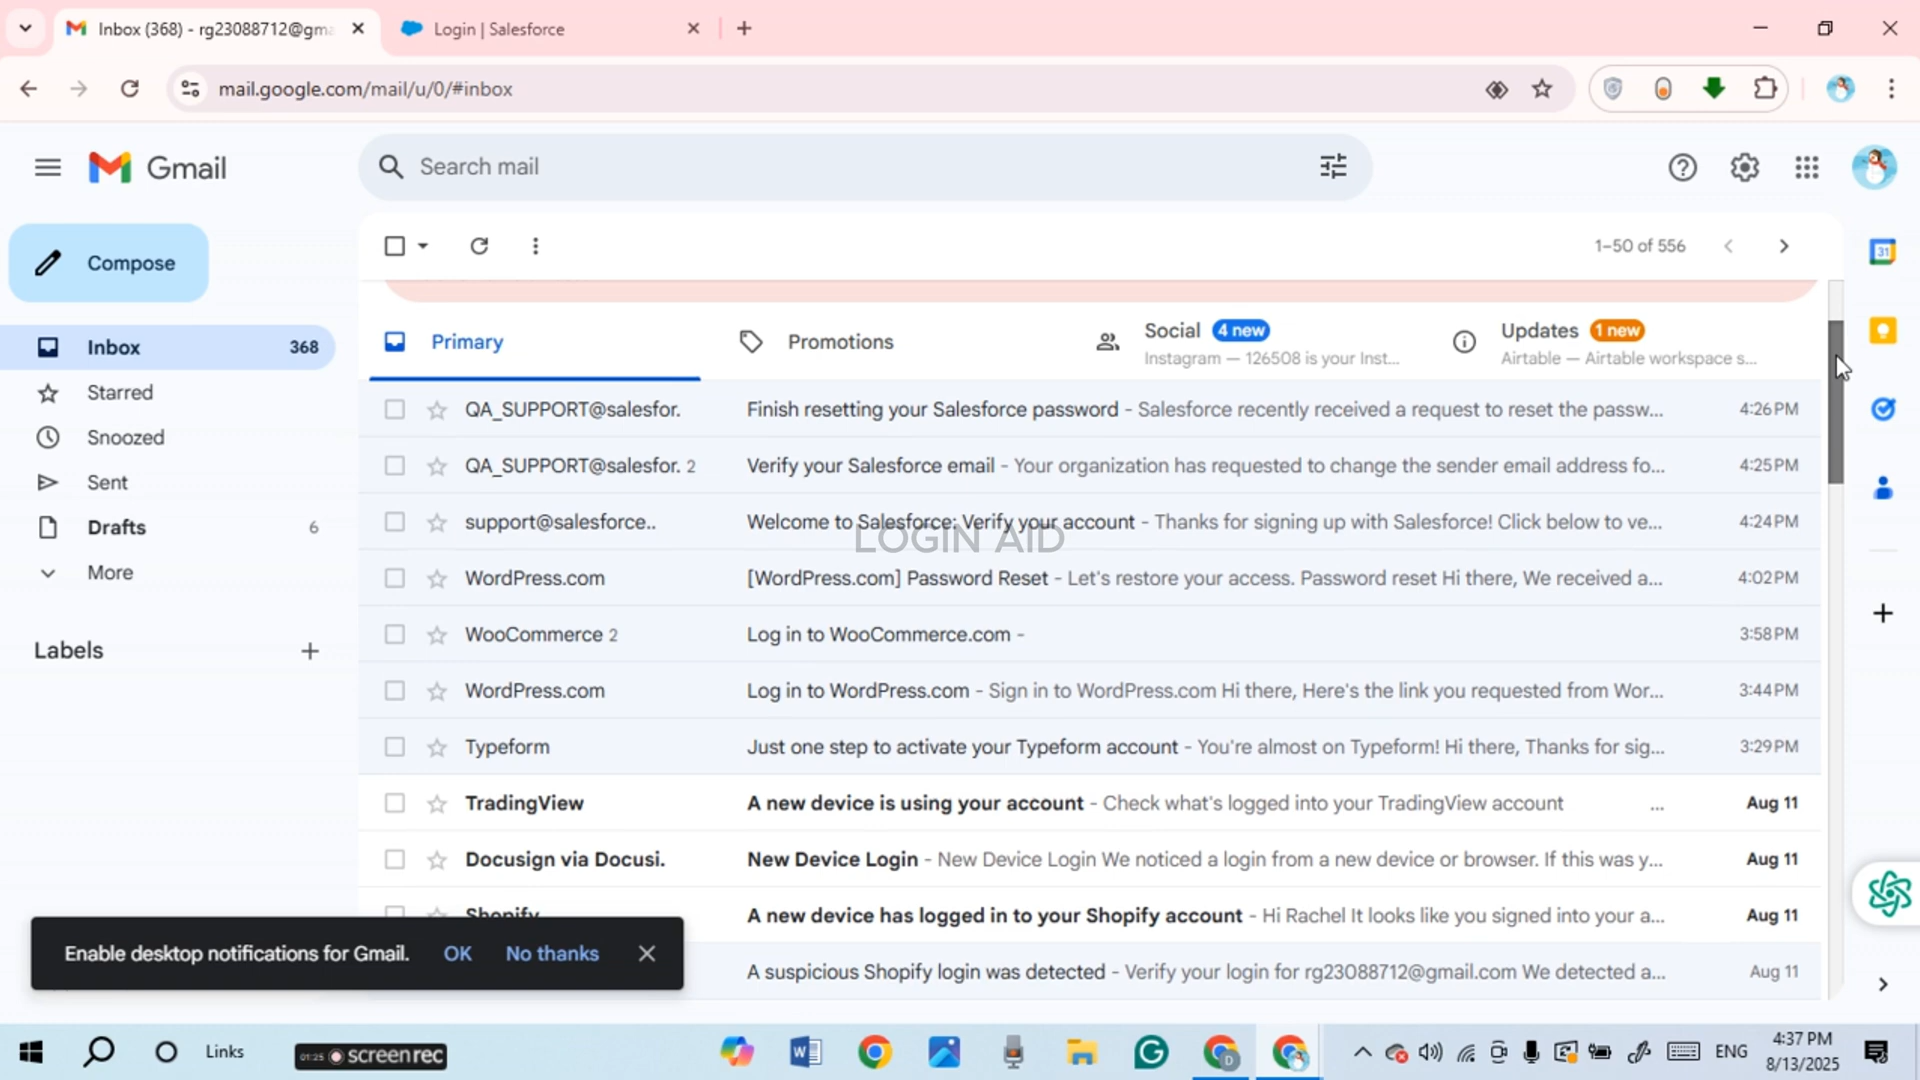 Inbox (368) - rg23088712@gma
Login | Salesforce
mail.google.com/mail/u/0/#inbox
Gmail
Search mail
Compose
1–50 of 556
31
Inbox 368
Starred
Snoozed
Sent
Drafts 6
More
Labels
Primary
Promotions
Social 4 new
Instagram — 126508 is your Inst...
Updates 1 new
Airtable — Airtable workspace s...
QA_SUPPORT@salesfor. Finish resetting your Salesforce password - Salesforce recently received a request to reset the passw... 4:26 PM
QA_SUPPORT@salesfor. 2 Verify your Salesforce email - Your organization has requested to change the sender email address fo... 4:25 PM
support@salesforce.. Welcome to Salesforce: Verify your account - Thanks for signing up with Salesforce! Click below to ve... 4:24 PM
LOGIN AID
WordPress.com [WordPress.com] Password Reset - Let's restore your access. Password reset Hi there, We received a... 4:02 PM
WooCommerce 2 Log in to WooCommerce.com - 3:58 PM
WordPress.com Log in to WordPress.com - Sign in to WordPress.com Hi there, Here's the link you requested from Wor... 3:44 PM
Typeform Just one step to activate your Typeform account - You're almost on Typeform! Hi there, Thanks for sig... 3:29 PM
TradingView A new device is using your account - Check what's logged into your TradingView account ... Aug 11
Docusign via Docusi. New Device Login - New Device Login We noticed a login from a new device or browser. If this was y... Aug 11
Shopify A new device has logged in to your Shopify account - Hi Rachel It looks like you signed into your a... Aug 11
A suspicious Shopify login was detected - Verify your login for rg23088712@gmail.com We detected a... Aug 11
Enable desktop notifications for Gmail. OK No thanks
Links
01:25 screenrec
ENG
4:37 PM
8/13/2025